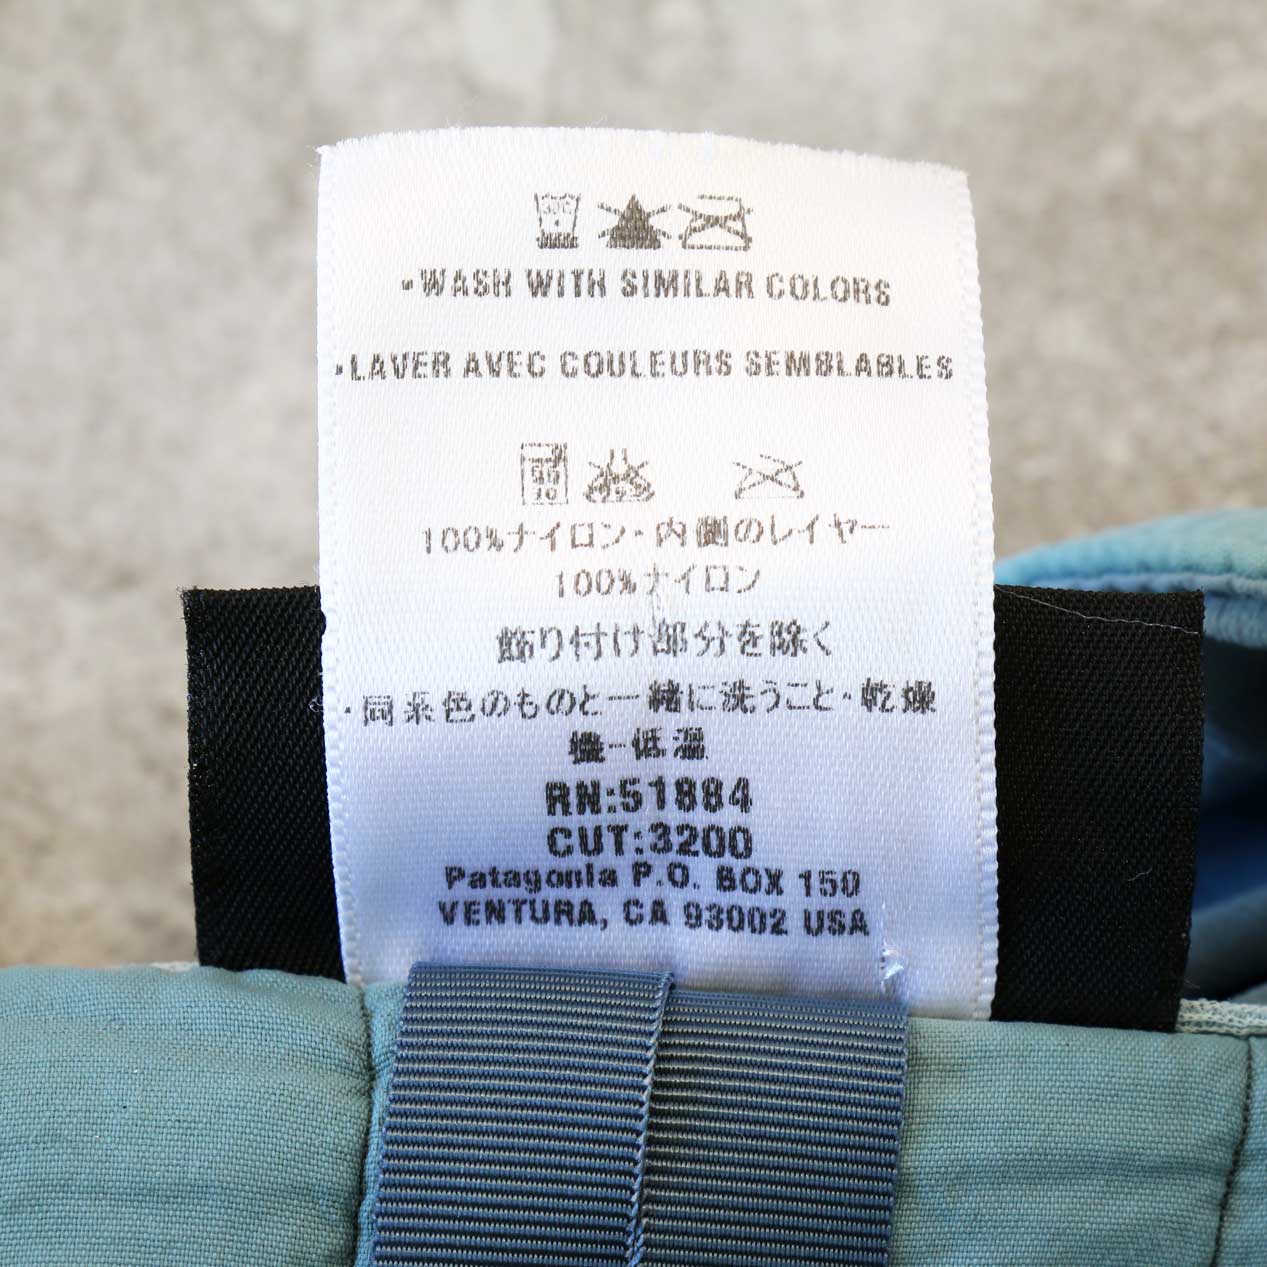 30C
·WASH WITH SIMILAR COLORS
·LAVER AVEC COULEURS SEMBLABLES
100%ナイロン・内側のレイヤー
100%ナイロン
飾り付け部分を除く
・同系色のものと一緒に洗うこと・乾燥
機-低温
RN:51884
CUT:3200
Patagonia P.O. BOX 150
VENTURA, CA 93002 USA